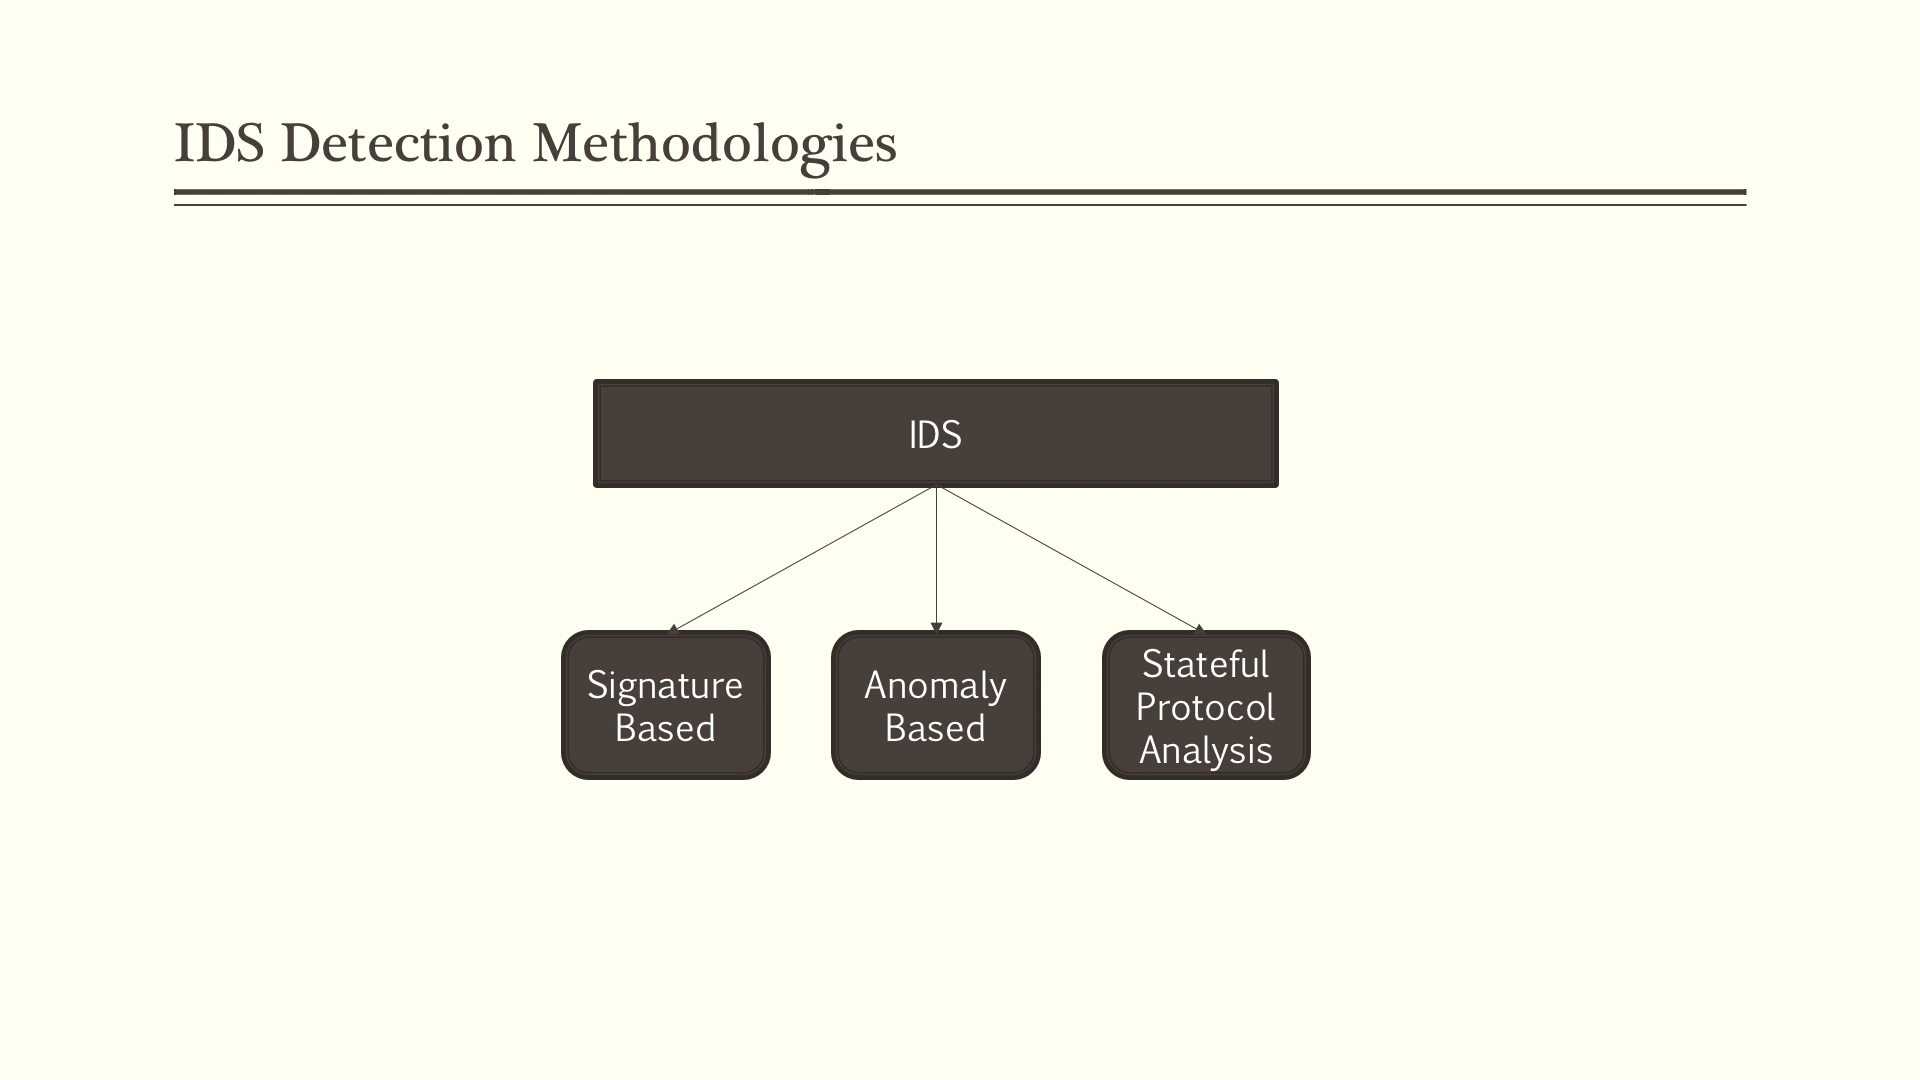 IDS Detection Methodologies
IDS
Signature
Based
Anomaly
Based
Stateful
Protocol
Analysis